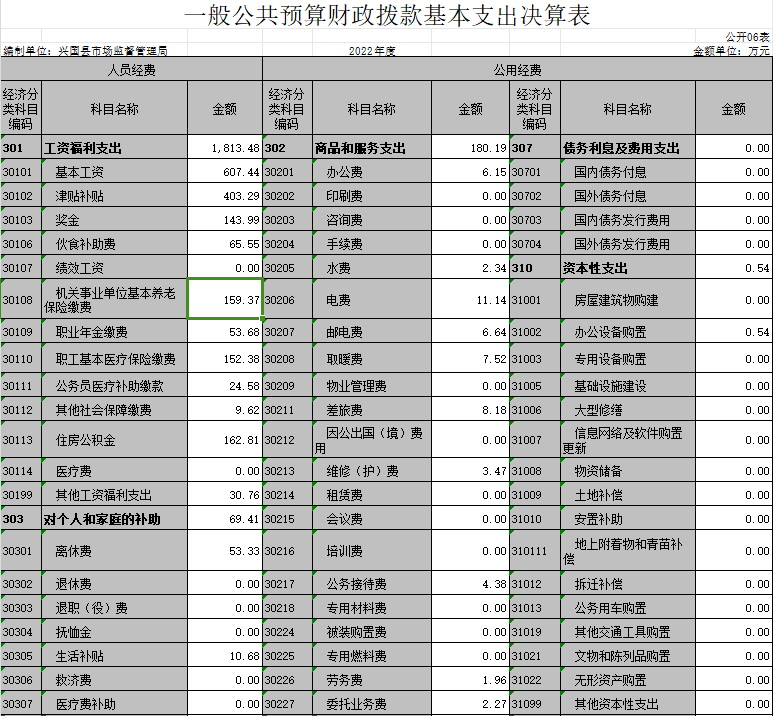 一般公共预算财政拨款基本支出决算表
公开06表
编制单位：兴国县市场监督管理局 2022年度 金额单位：万元
人员经费 公用经费
经济分类科目编码 科目名称 金额 经济分类科目编码 科目名称 金额 经济分类科目编码 科目名称 金额
301 工资福利支出 1,813.48 302 商品和服务支出 180.19 307 债务利息及费用支出 0.00
30101 基本工资 607.44 30201 办公费 6.15 30701 国内债务付息 0.00
30102 津贴补贴 403.29 30202 印刷费 0.00 30702 国外债务付息 0.00
30103 奖金 143.99 30203 咨询费 0.00 30703 国内债务发行费用 0.00
30106 伙食补助费 65.55 30204 手续费 0.00 30704 国外债务发行费用 0.00
30107 绩效工资 0.00 30205 水费 2.34 310 资本性支出 0.54
30108 机关事业单位基本养老保险缴费 159.37 30206 电费 11.14 31001 房屋建筑物购建 0.00
30109 职业年金缴费 53.68 30207 邮电费 6.64 31002 办公设备购置 0.54
30110 职工基本医疗保险缴费 152.38 30208 取暖费 7.52 31003 专用设备购置 0.00
30111 公务员医疗补助缴款 24.58 30209 物业管理费 0.00 31005 基础设施建设 0.00
30112 其他社会保障缴费 9.62 30211 差旅费 8.18 31006 大型修缮 0.00
30113 住房公积金 162.81 30212 因公出国（境）费用 0.00 31007 信息网络及软件购置更新 0.00
30114 医疗费 0.00 30213 维修（护）费 3.47 31008 物资储备 0.00
30199 其他工资福利支出 30.76 30214 租赁费 0.00 31009 土地补偿 0.00
303 对个人和家庭的补助 69.41 30215 会议费 0.00 31010 安置补助 0.00
30301 离休费 53.33 30216 培训费 0.00 310111 地上附着物和青苗补偿 0.00
30302 退休费 0.00 30217 公务接待费 4.38 31012 拆迁补偿 0.00
30303 退职（役）费 0.00 30218 专用材料费 0.00 31013 公务用车购置 0.00
30304 抚恤金 0.00 30224 被装购置费 0.00 31019 其他交通工具购置 0.00
30305 生活补贴 10.68 30225 专用燃料费 0.00 31021 文物和陈列品购置 0.00
30306 救济费 0.00 30226 劳务费 1.96 31022 无形资产购置 0.00
30307 医疗费补助 0.00 30227 委托业务费 2.27 31099 其他资本性支出 0.00